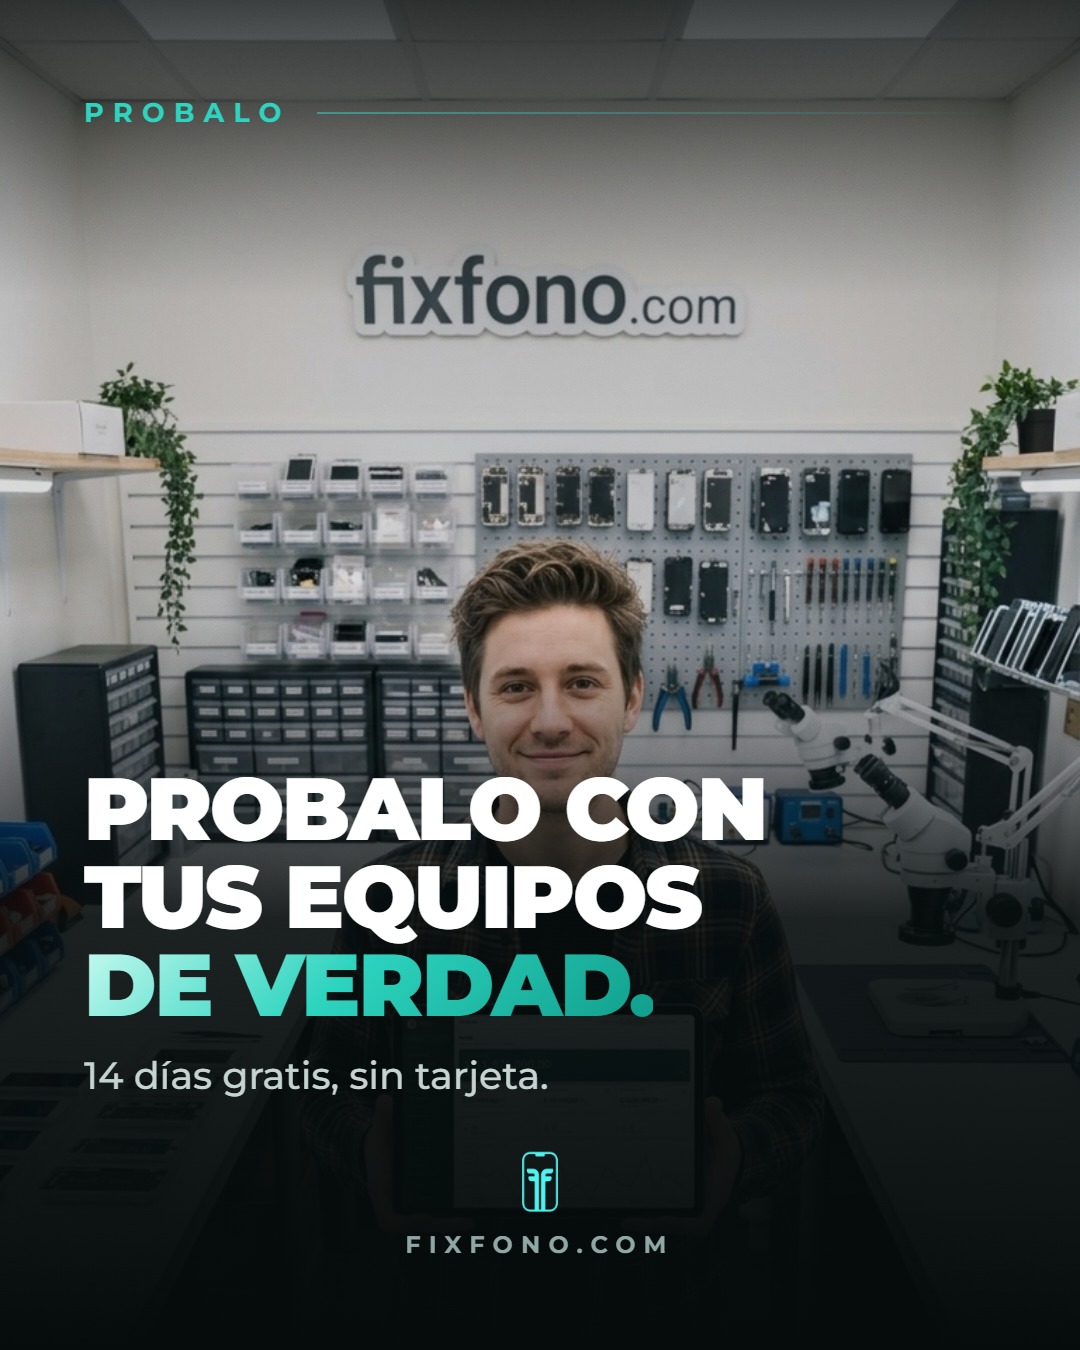 PROBALO
fixfono.com
PROBALO CON
TUS EQUIPOS
DE VERDAD.
14 días gratis, sin tarjeta.
FIXFONO.COM